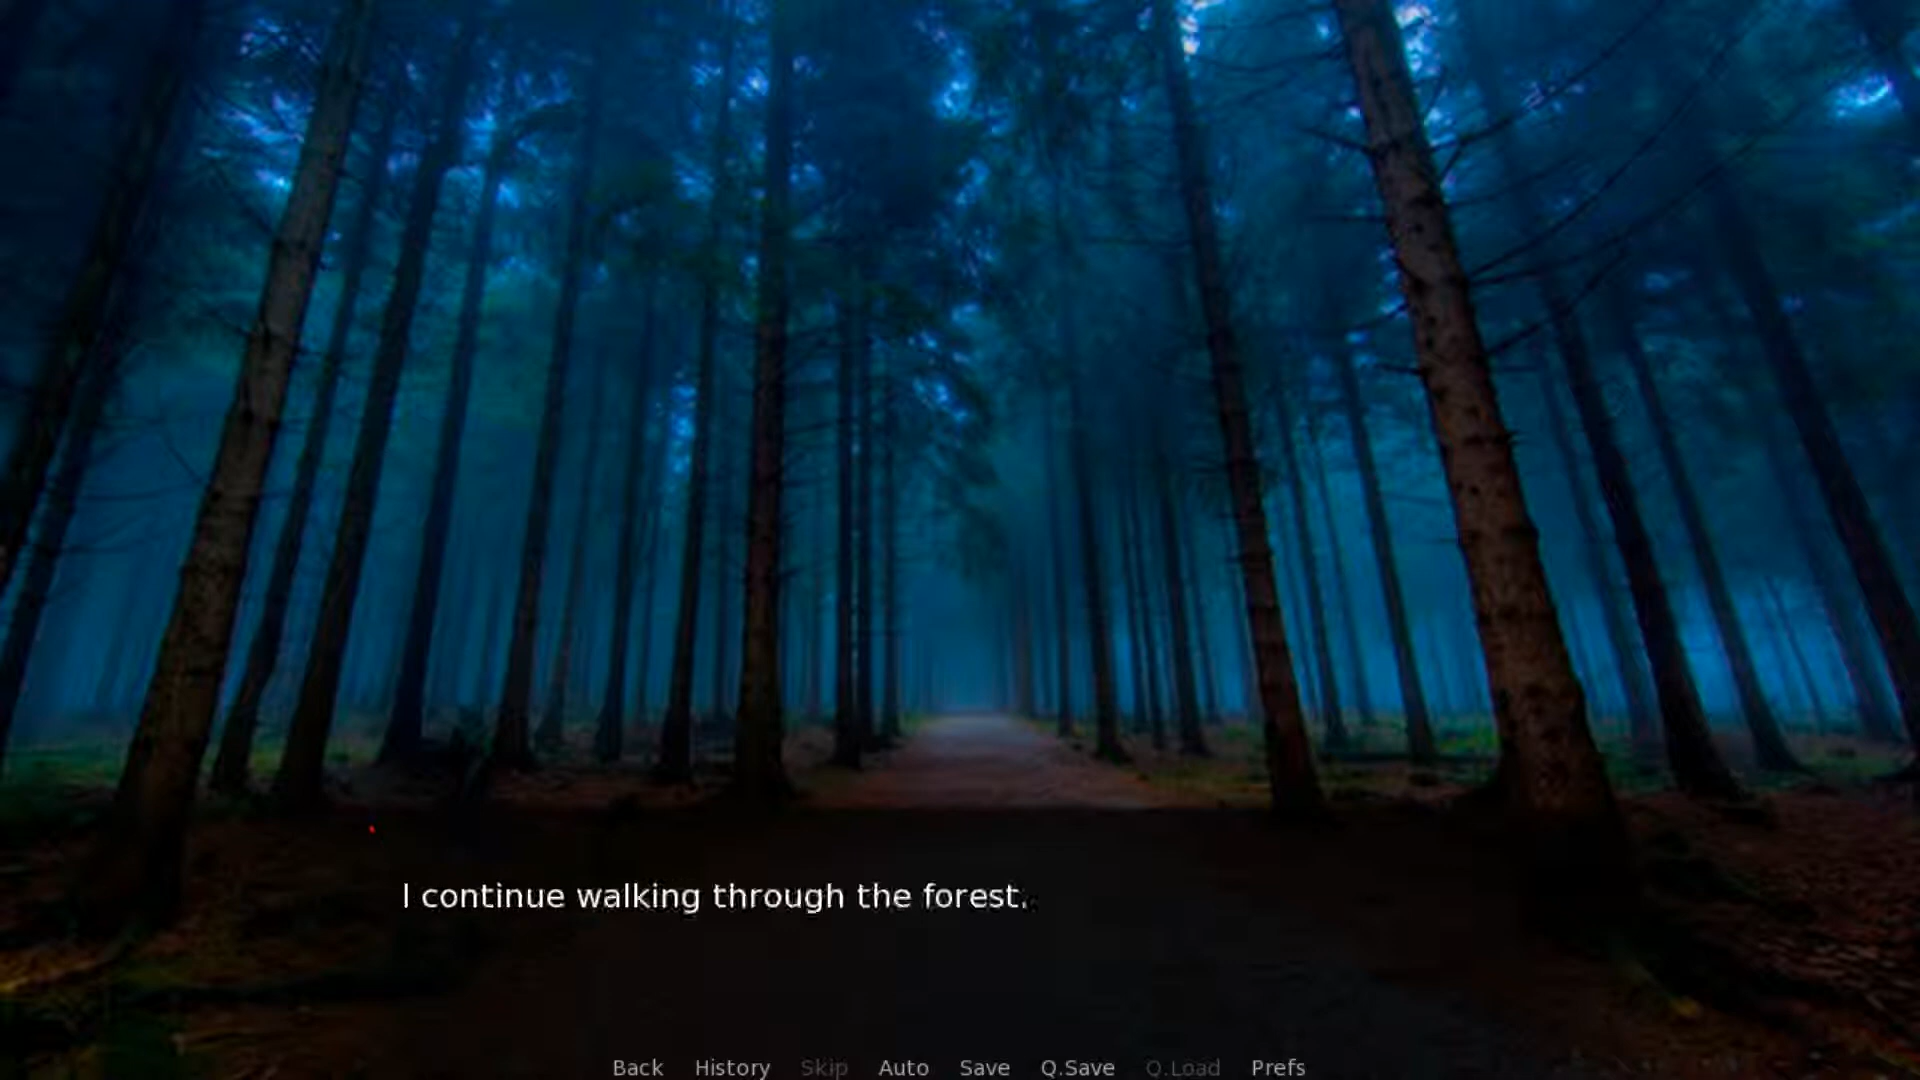 I continue walking through the forest.
Back History Skip Auto Save Q.Save Q.Load Prefs